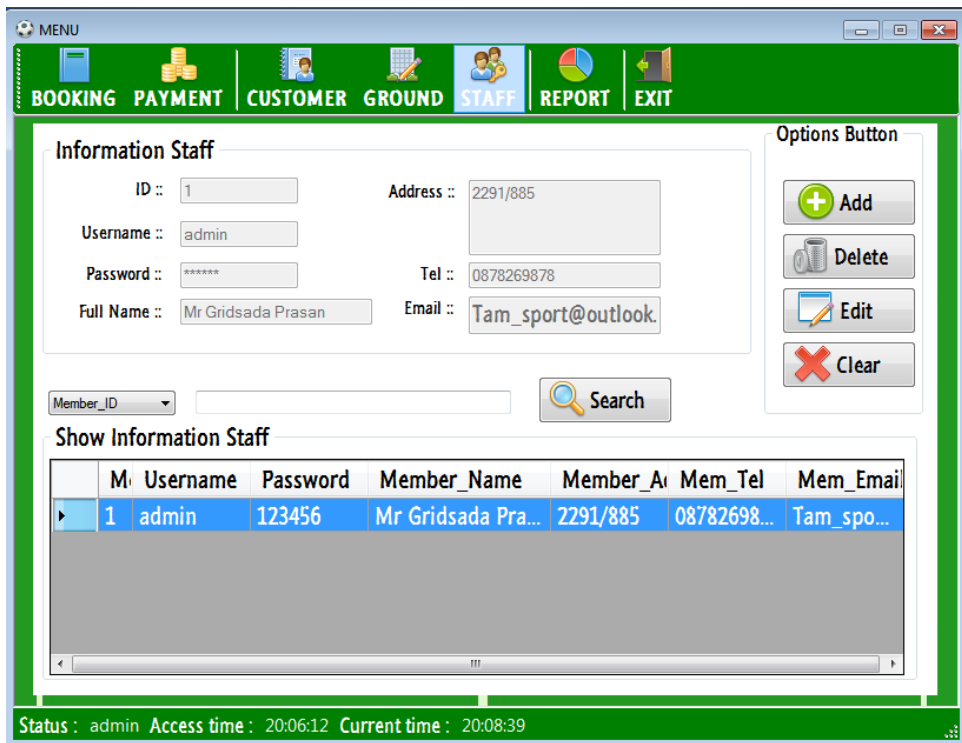 MENU
BOOKING PAYMENT CUSTOMER GROUND STAFF REPORT EXIT
Information Staff
Options Button
ID :: 1
Address :: 2291/885
Add
Username :: admin
Delete
Password :: ******
Tel :: 0878269878
Full Name :: Mr Gridsada Prasan
Email :: Tam_sport@outlook.
Edit
Clear
Member_ID
Search
Show Information Staff
M Username Password Member_Name Member_A Mem_Tel Mem_Email
1 admin 123456 Mr Gridsada Pra... 2291/885 08782698... Tam_spo...
Status : admin Access time : 20:06:12 Current time : 20:08:39